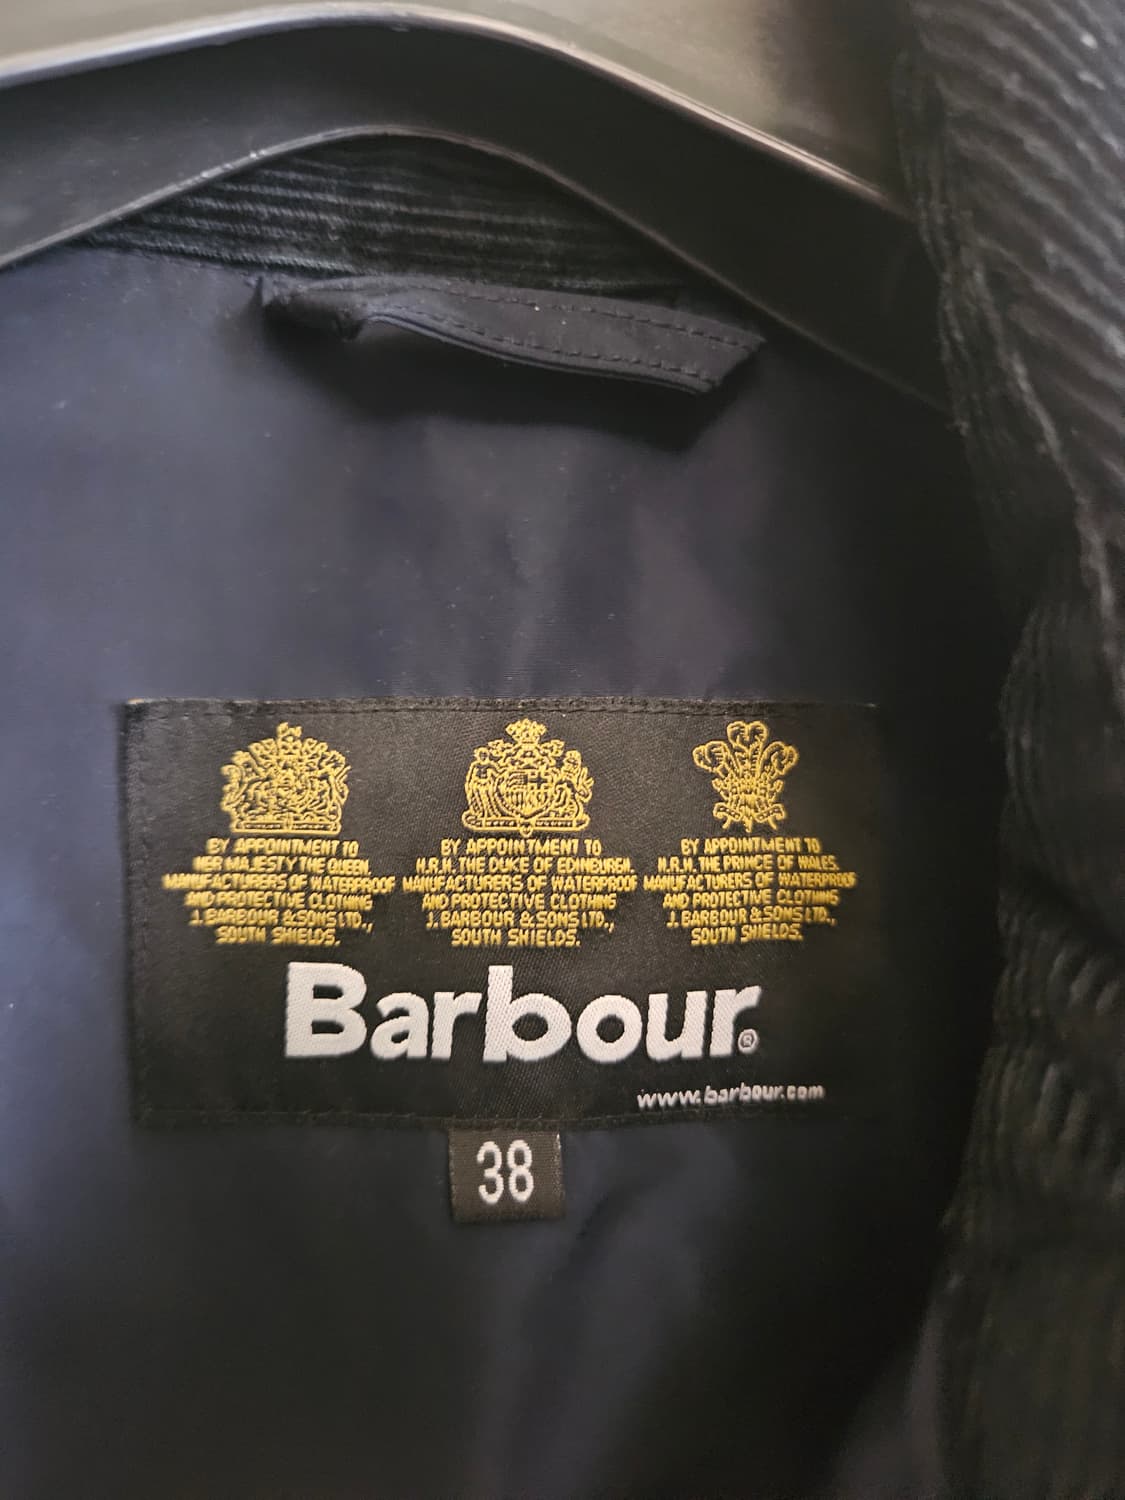 BY APPOINTMENT TO
HER MAJESTY THE QUEEN,
MANUFACTURERS OF WATERPROOF
AND PROTECTIVE CLOTHING
J. BARBOUR & SONS LTD.,
SOUTH SHIELDS.
BY APPOINTMENT TO
H.R.H. THE DUKE OF EDINBURGH,
MANUFACTURERS OF WATERPROOF
AND PROTECTIVE CLOTHING
J. BARBOUR & SONS LTD.,
SOUTH SHIELDS.
BY APPOINTMENT TO
H.R.H. THE PRINCE OF WALES,
MANUFACTURERS OF WATERPROOF
AND PROTECTIVE CLOTHING
J. BARBOUR & SONS LTD.,
SOUTH SHIELDS.
Barbour®
www.barbour.com
38